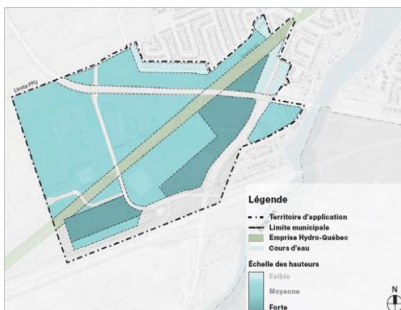 Limite PPU
Légende
Territoire d'application
Limite municipale
Emprise Hydro-Québec
Cours d'eau
Échelle des hauteurs
Faible
Moyenne
Forte
N